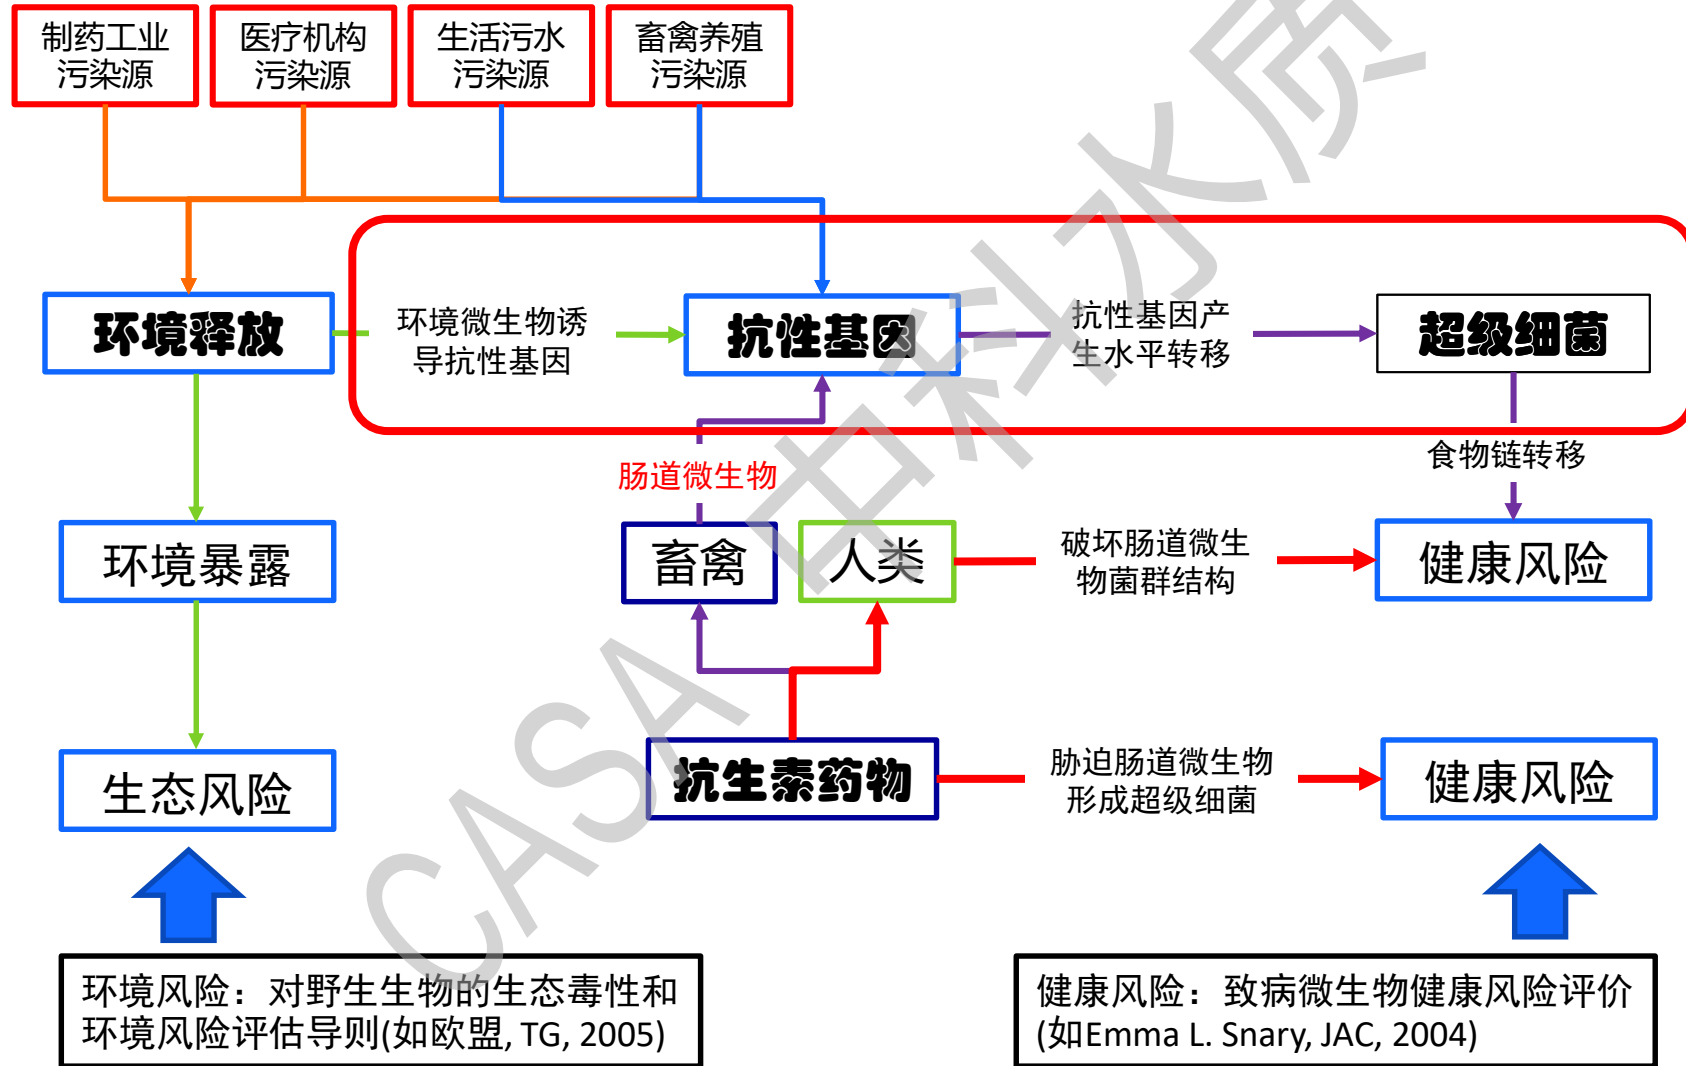 制药工业
污染源
医疗机构
污染源
生活污水
污染源
畜禽养殖
污染源
环境释放
环境微生物诱
导抗性基因
抗性基因
抗性基因产
生水平转移
超级细菌
肠道微生物
食物链转移
环境暴露
畜禽
人类
破坏肠道微生
物菌群结构
健康风险
生态风险
抗生素药物
胁迫肠道微生物
形成超级细菌
健康风险
环境风险：对野生生物的生态毒性和
环境风险评估导则(如欧盟, TG, 2005)
健康风险：致病微生物健康风险评价
(如Emma L. Snary, JAC, 2004)
CASA 中科水质